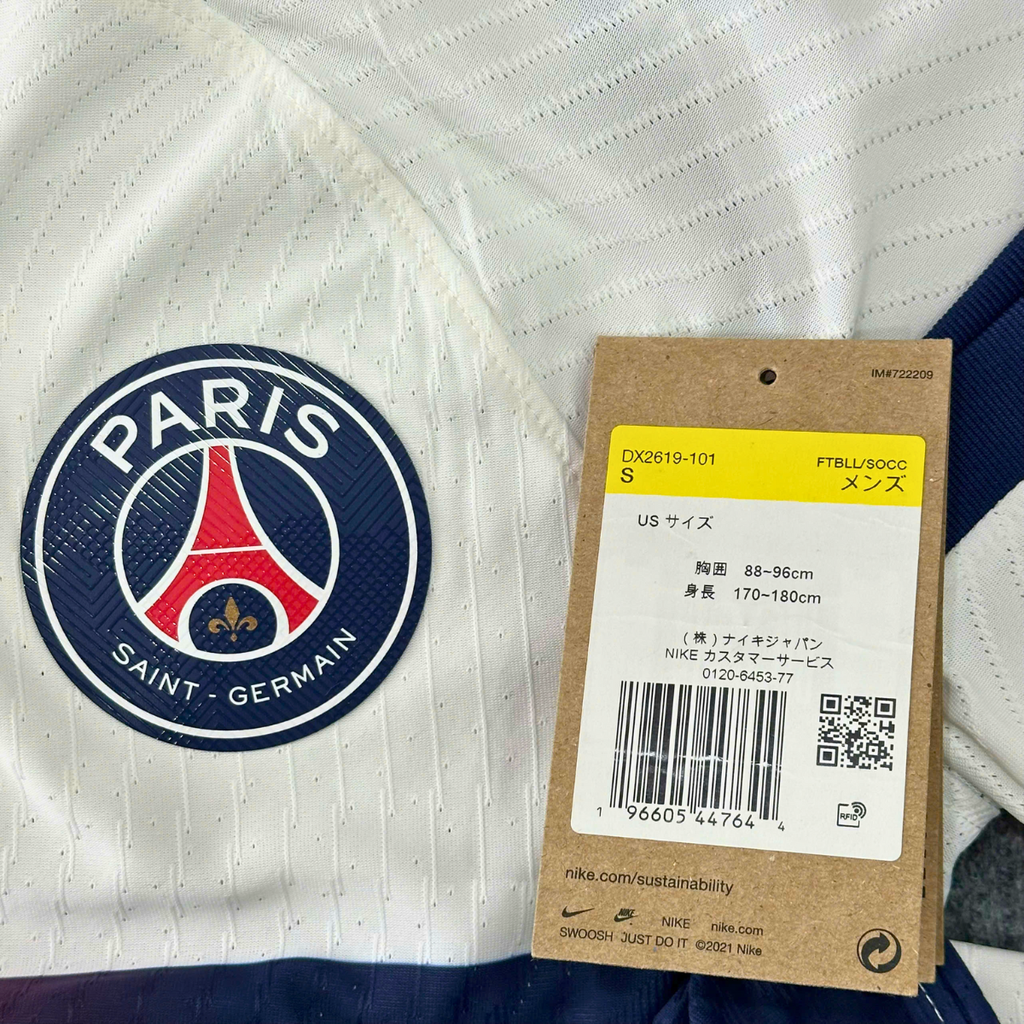 PARIS
SAINT - GERMAIN
IM#722209
DX2619-101
S
FTBLL/SOCC
メンズ
US サイズ
胸囲 88~96cm
身長 170~180cm
(株)ナイキジャパン
NIKE カスタマーサービス
0120-6453-77
1 96605 44764 4
RFID
nike.com/sustainability
NIKE NIKE nike.com
SWOOSH JUST DO IT ©2021 Nike